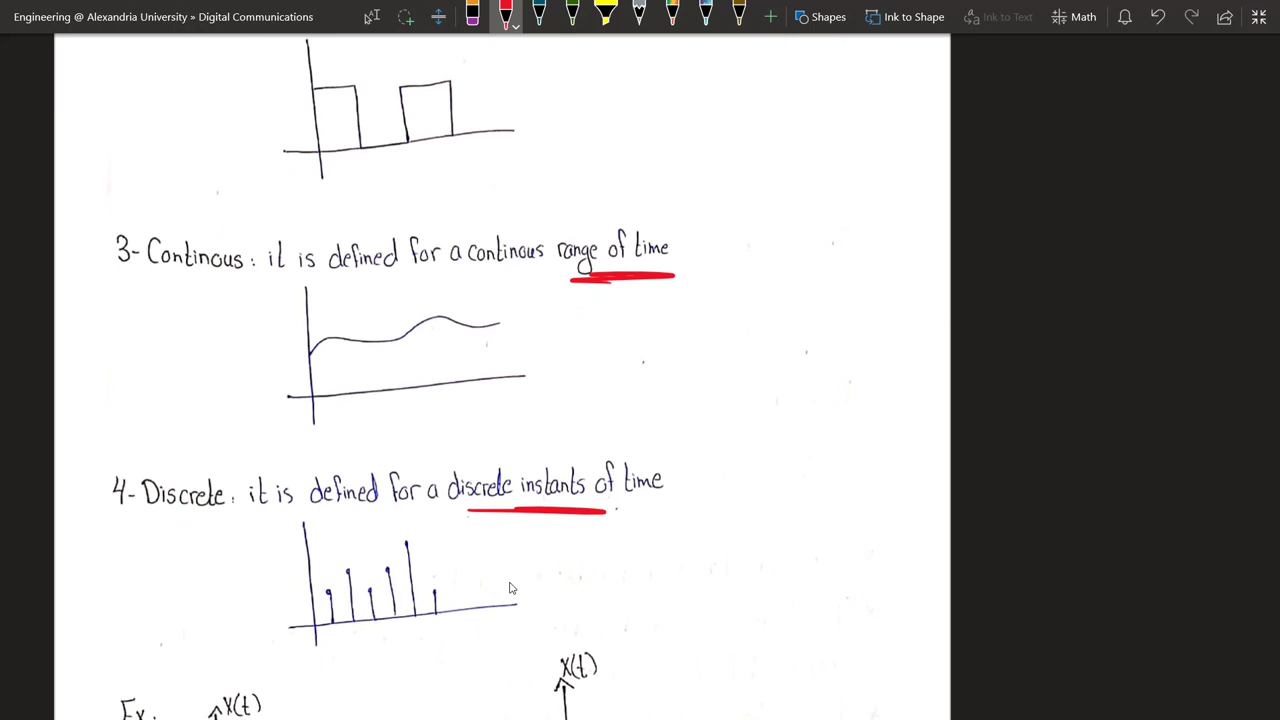 Engineering @ Alexandria University » Digital Communications
Shapes
Ink to Shape
Ink to Text
Math
3- Continous: it is defined for a continous range of time
4- Discrete: it is defined for a discrete instants of time
X(t)
Ex. X(t)